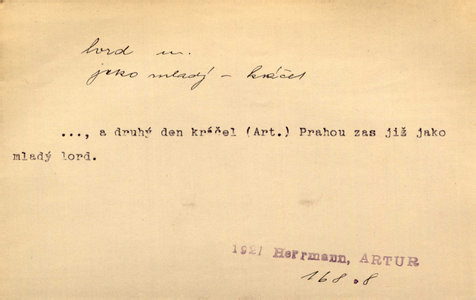 lord m.
jako mladý – kráčet
..., a druhý den kráčel (Art.) Prahou zas již jako
mladý lord.
1921 Herrmann, ARTUR
168.8